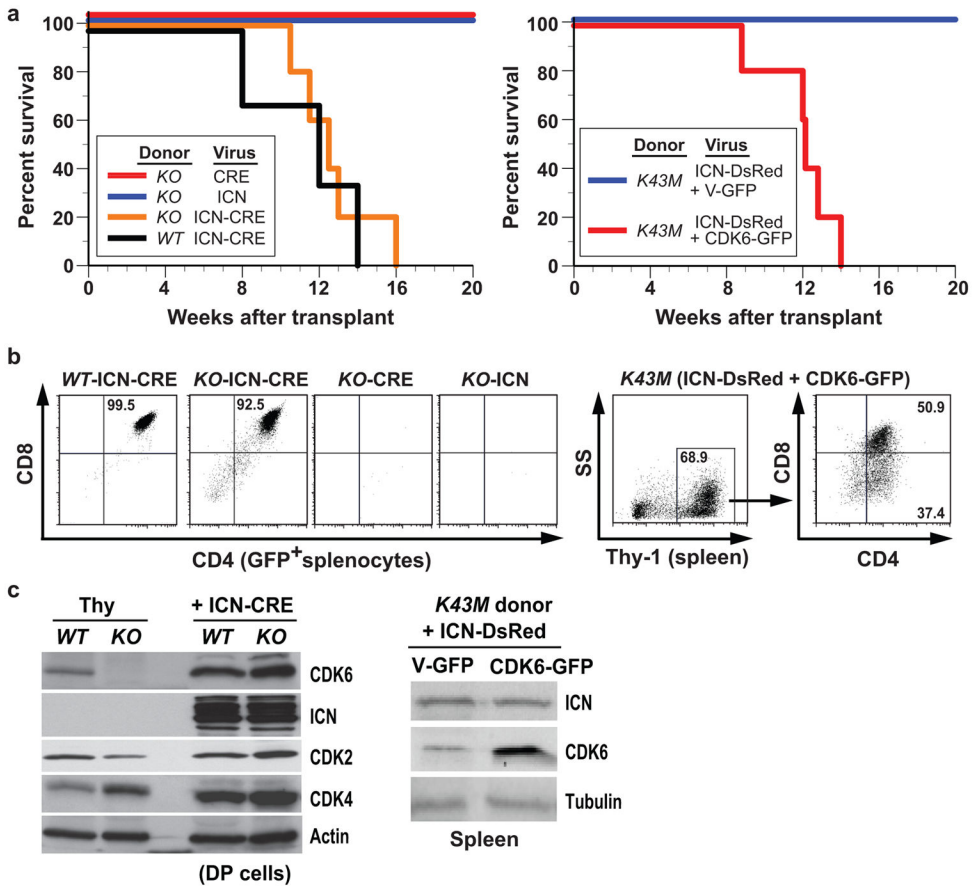 a
Percent survival
100
80
60
40
20
0
0 4 8 12 16 20
Weeks after transplant
Donor Virus
KO CRE
KO ICN
KO ICN-CRE
WT ICN-CRE
Percent survival
100
80
60
40
20
0
0 4 8 12 16 20
Weeks after transplant
Donor Virus
K43M ICN-DsRed
+ V-GFP
K43M ICN-DsRed
+ CDK6-GFP
b
WT-ICN-CRE KO-ICN-CRE KO-CRE KO-ICN
99.5 92.5
CD8
CD4 (GFP+splenocytes)
K43M (ICN-DsRed + CDK6-GFP)
SS
68.9
Thy-1 (spleen)
CD8
50.9
37.4
CD4
c
Thy + ICN-CRE
WT KO WT KO
CDK6
ICN
CDK2
CDK4
Actin
(DP cells)
K43M donor
+ ICN-DsRed
V-GFP CDK6-GFP
ICN
CDK6
Tubulin
Spleen